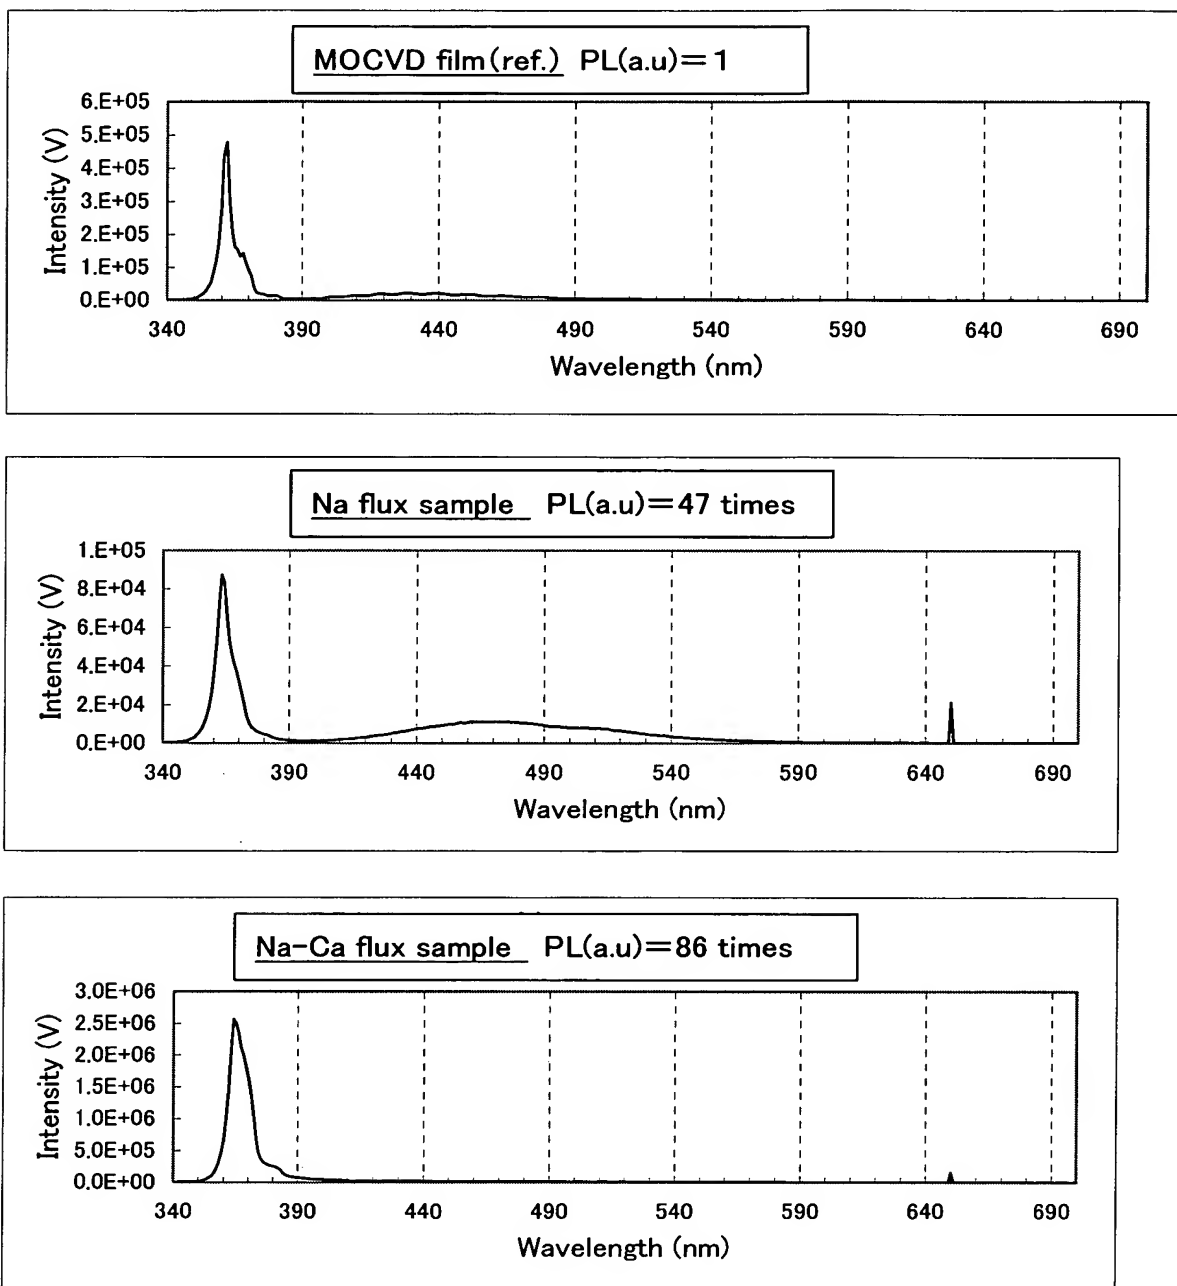 MOCVD film(ref.) PL(a.u)=1
6.E+05
5.E+05
4.E+05
3.E+05
2.E+05
1.E+05
0.E+00
Intensity (V)
340 390 440 490 540 590 640 690
Wavelength (nm)
Na flux sample PL(a.u)=47 times
1.E+05
8.E+04
6.E+04
4.E+04
2.E+04
0.E+00
Intensity (V)
340 390 440 490 540 590 640 690
Wavelength (nm)
Na-Ca flux sample PL(a.u)=86 times
3.0E+06
2.5E+06
2.0E+06
1.5E+06
1.0E+06
5.0E+05
0.0E+00
Intensity (V)
340 390 440 490 540 590 640 690
Wavelength (nm)